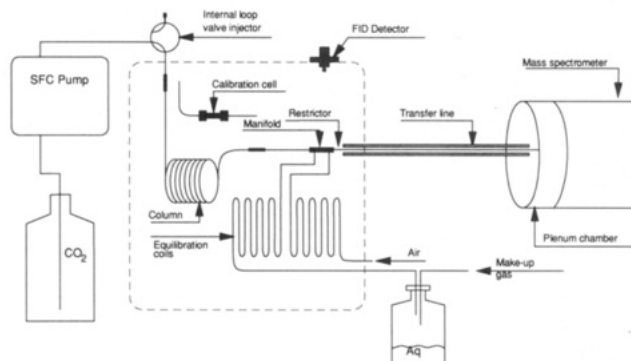 Internal loop
valve injector
FID Detector
Mass spectrometer
SFC Pump
Calibration cell
Restrictor
Transfer line
Manifold
Column
Equilibration
coils
Air
Plenum chamber
CO2
Make-up
gas
Aq